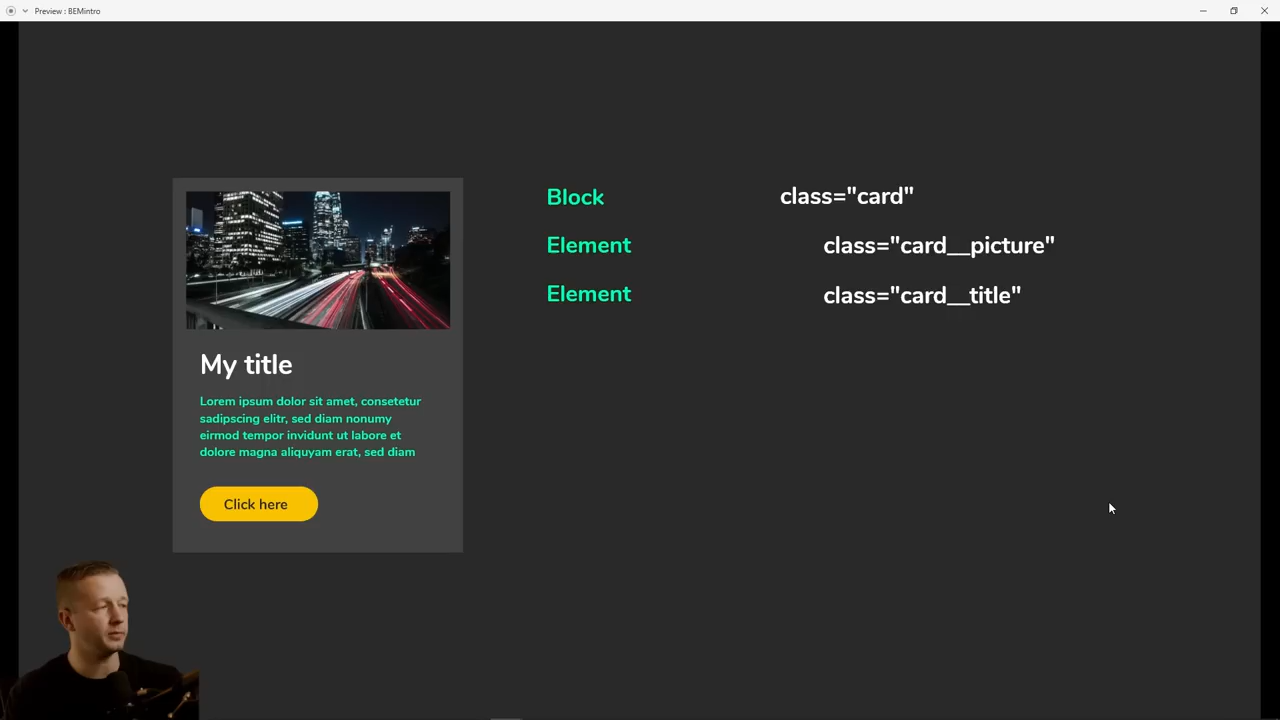 Preview : BEMintro
Block
class="card"
Element
class="card__picture"
Element
class="card__title"
My title
Lorem ipsum dolor sit amet, consetetur
sadipscing elitr, sed diam nonumy
eirmod tempor invidunt ut labore et
dolore magna aliquyam erat, sed diam
Click here